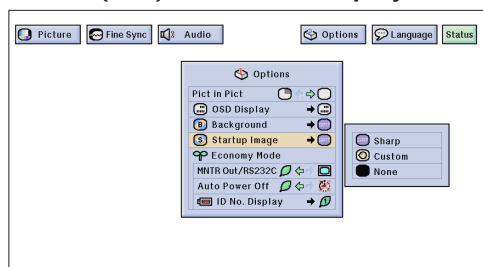 Picture
Fine Sync
Audio
Options
Language
Status
Options
Pict in Pict
OSD Display
B Background
S Startup Image
Economy Mode
MNTR Out/RS232C
Auto Power Off
ID No. Display
1
Sharp
Custom
None